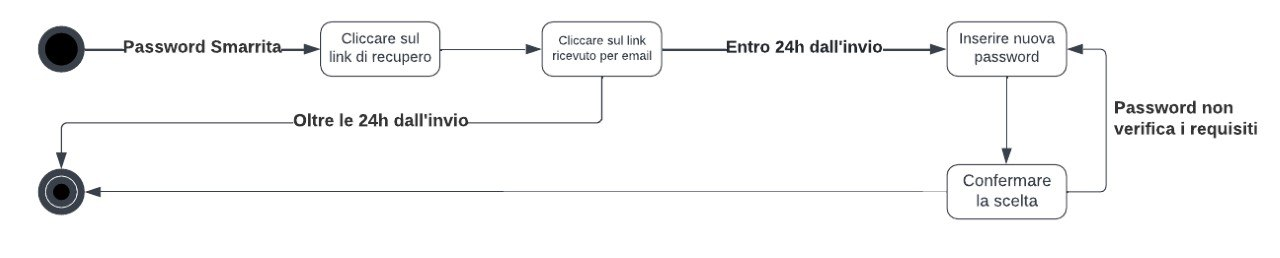 Password Smarrita
Cliccare sul
link di recupero
Cliccare sul link
ricevuto per email
Entro 24h dall'invio
Inserire nuova
password
Oltre le 24h dall'invio
Password non
verifica i requisiti
Confermare
la scelta